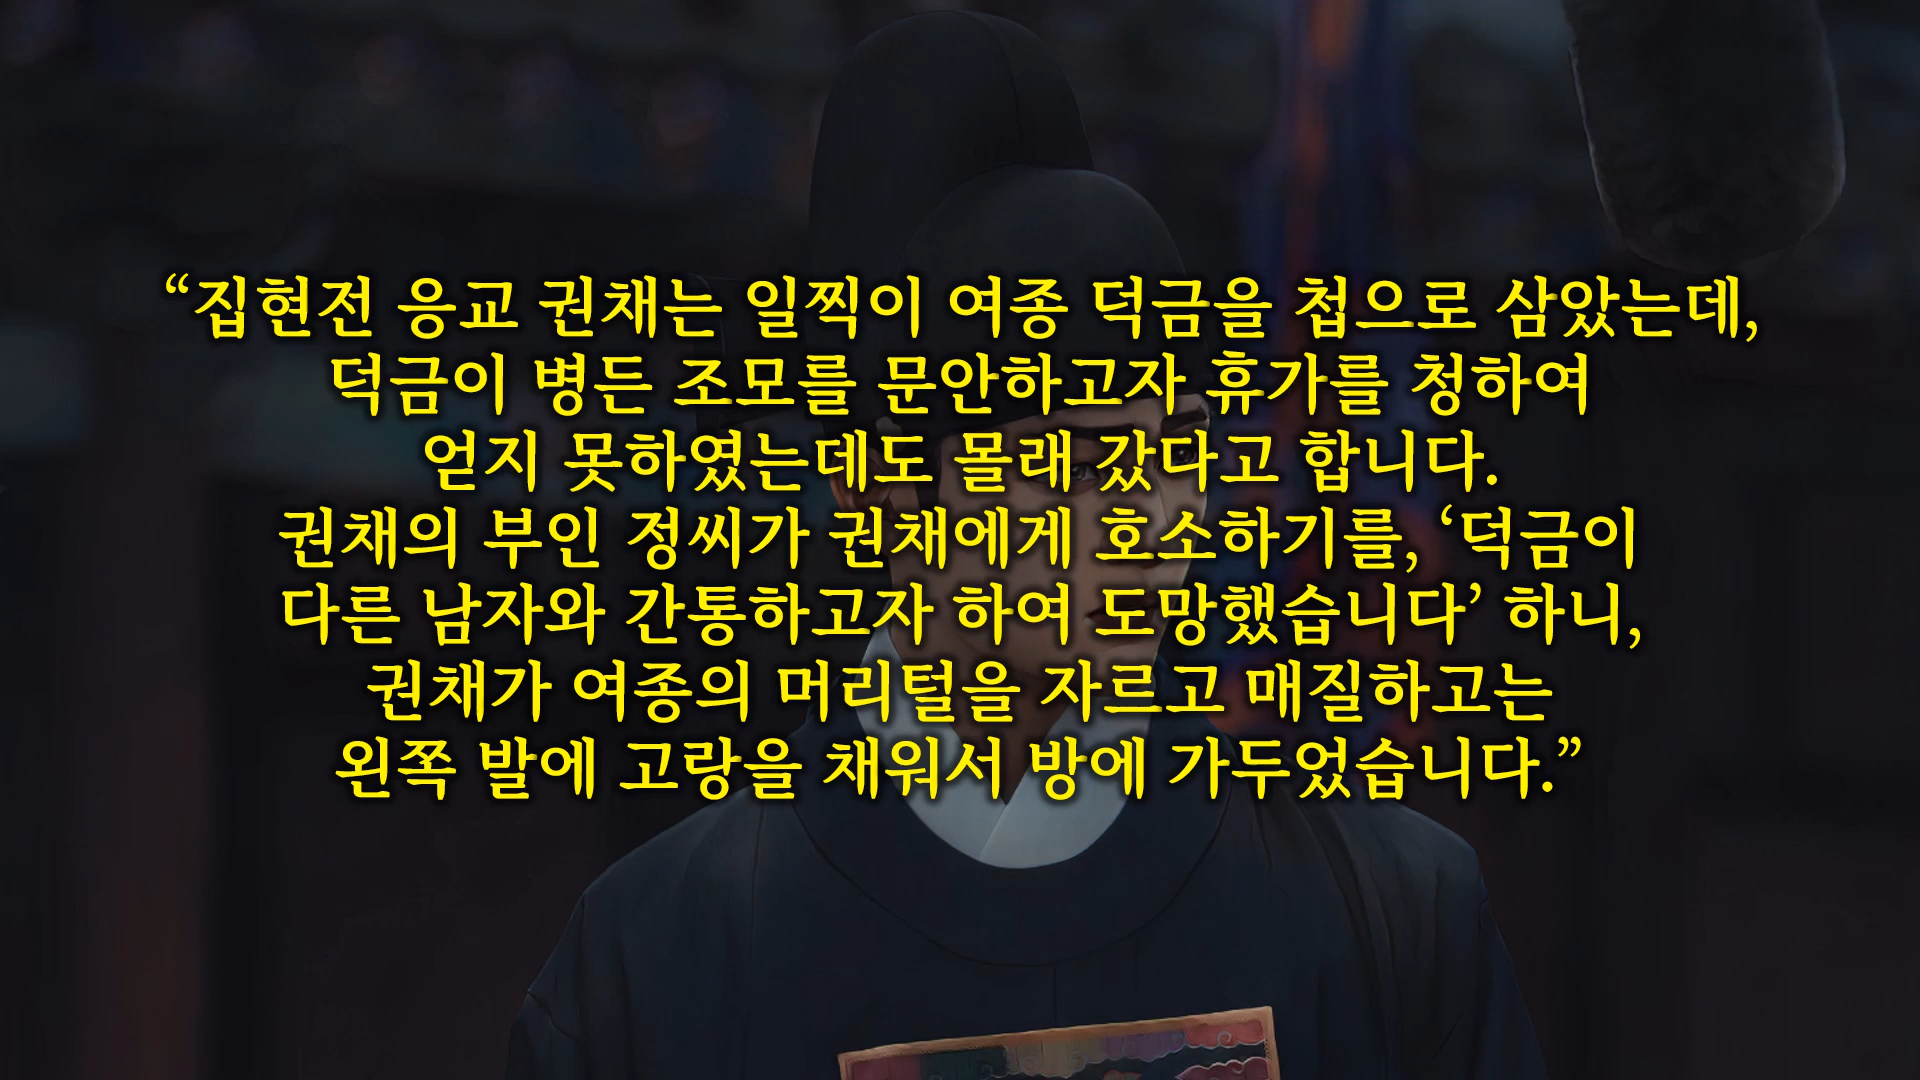 “집현전 응교 권채는 일찍이 여종 덕금을 첩으로 삼았는데,
덕금이 병든 조모를 문안하고자 휴가를 청하여
얻지 못하였는데도 몰래 갔다고 합니다.
권채의 부인 정씨가 권채에게 호소하기를, ‘덕금이
다른 남자와 간통하고자 하여 도망했습니다’ 하니,
권채가 여종의 머리털을 자르고 매질하고는
왼쪽 발에 고랑을 채워서 방에 가두었습니다.”